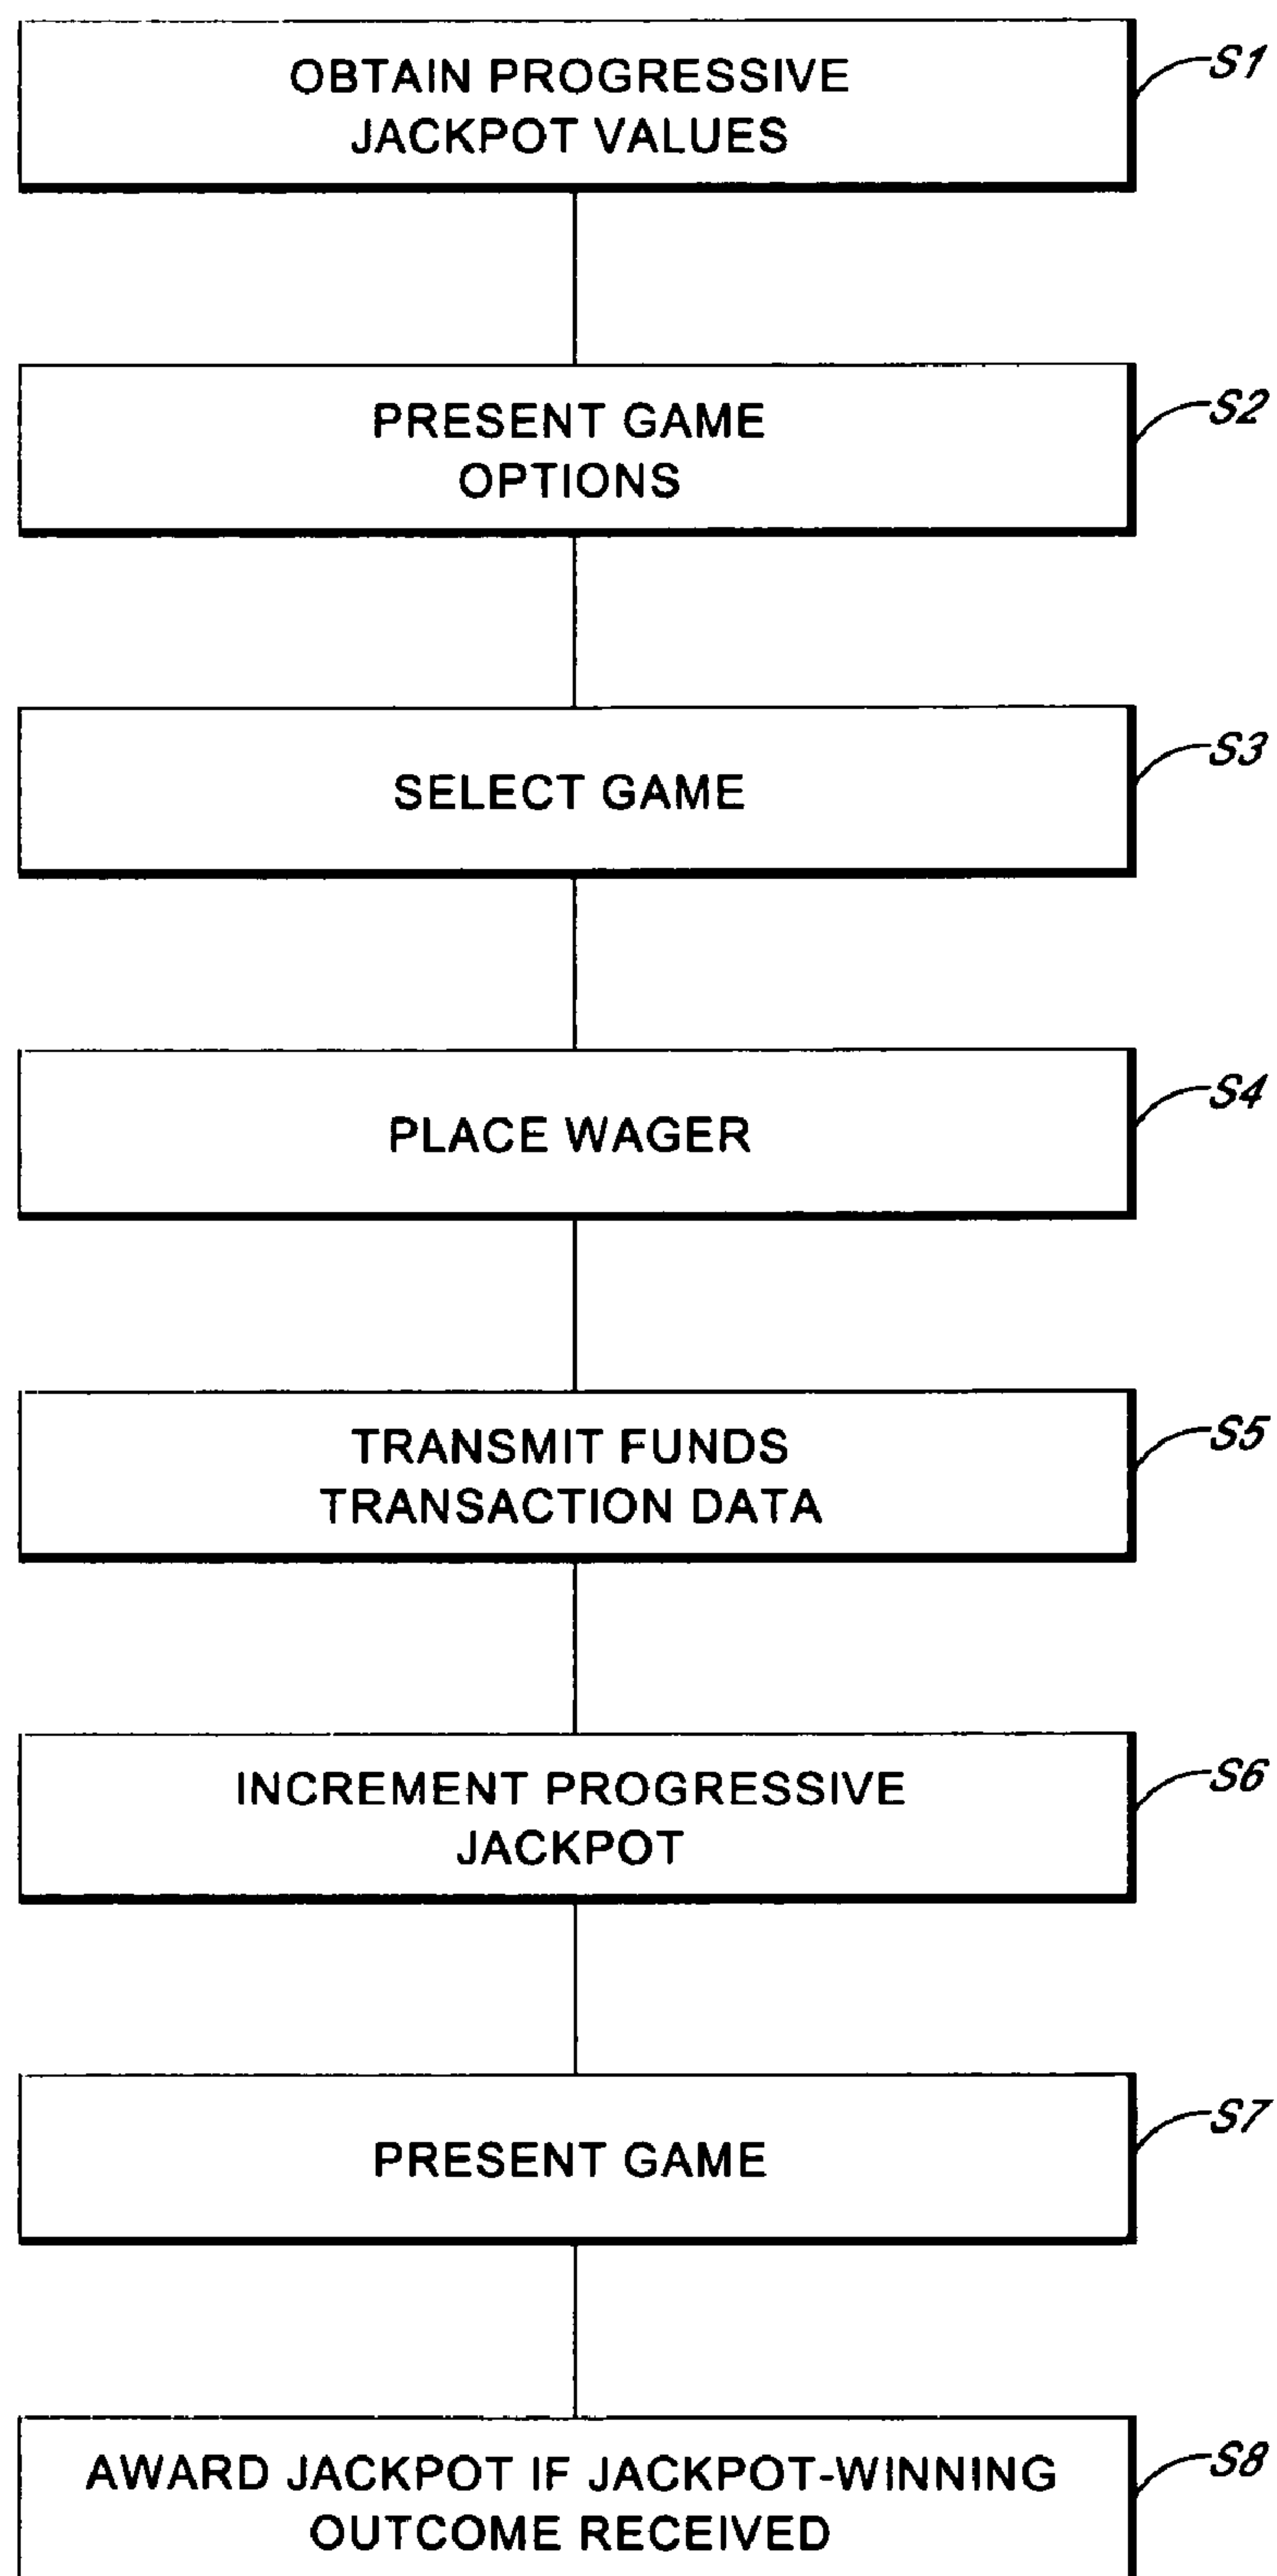 OBTAIN PROGRESSIVE
JACKPOT VALUES
S1
PRESENT GAME
OPTIONS
S2
SELECT GAME
S3
PLACE WAGER
S4
TRANSMIT FUNDS
TRANSACTION DATA
S5
INCREMENT PROGRESSIVE
JACKPOT
S6
PRESENT GAME
S7
AWARD JACKPOT IF JACKPOT-WINNING
OUTCOME RECEIVED
S8